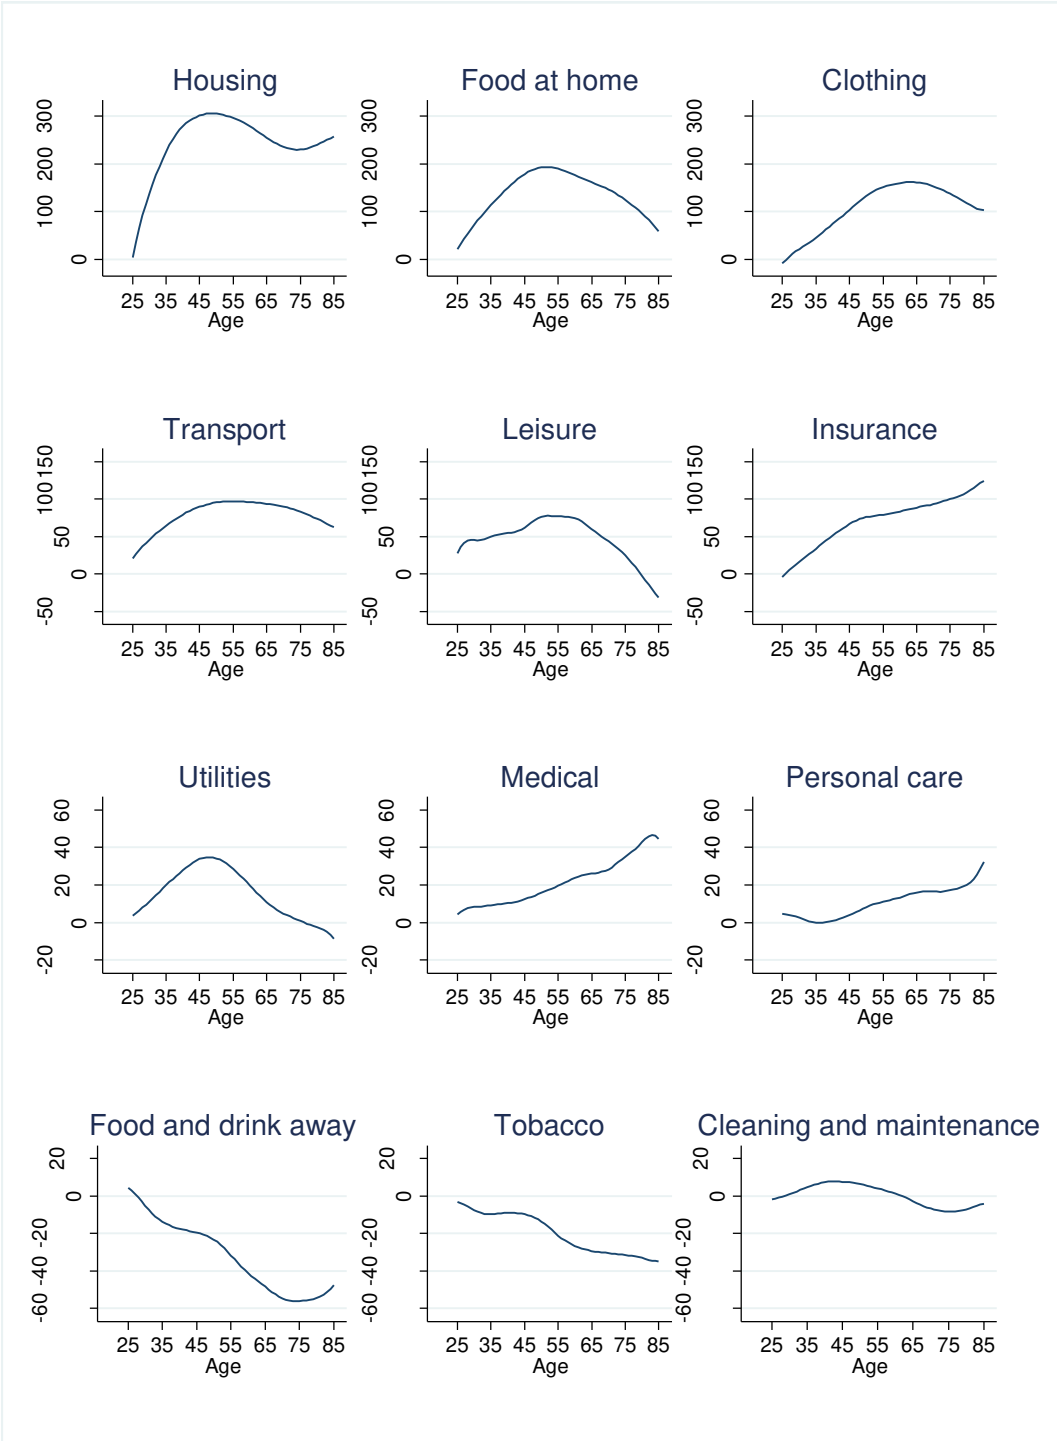 Housing
Food at home
Clothing
300
200
100
0
300
200
100
0
300
200
100
0
25 35 45 55 65 75 85
25 35 45 55 65 75 85
25 35 45 55 65 75 85
Age
Age
Age
Transport
Leisure
Insurance
150
100
50
0
-50
150
100
50
0
-50
150
100
50
0
-50
25 35 45 55 65 75 85
25 35 45 55 65 75 85
25 35 45 55 65 75 85
Age
Age
Age
Utilities
Medical
Personal care
60
40
20
0
-20
60
40
20
0
-20
60
40
20
0
-20
25 35 45 55 65 75 85
25 35 45 55 65 75 85
25 35 45 55 65 75 85
Age
Age
Age
Food and drink away
Tobacco
Cleaning and maintenance
20
0
-20
-40
-60
20
0
-20
-40
-60
20
0
-20
-40
-60
25 35 45 55 65 75 85
25 35 45 55 65 75 85
25 35 45 55 65 75 85
Age
Age
Age